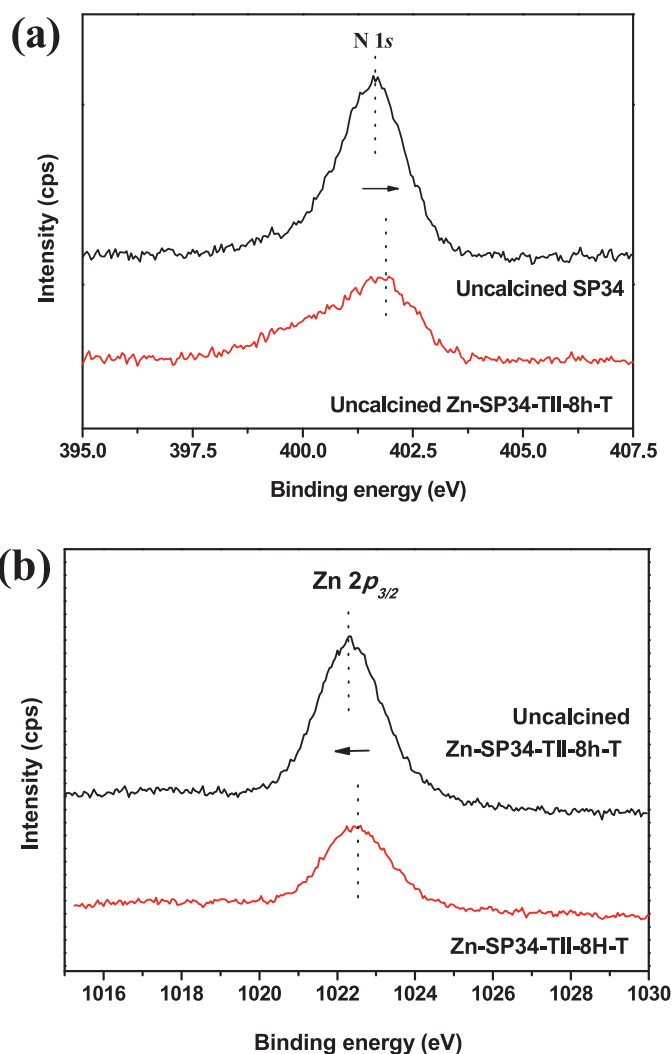 (a)
N 1s
Intensity (cps)
Uncalcined SP34
Uncalcined Zn-SP34-TII-8h-T
395.0 397.5 400.0 402.5 405.0 407.5
Binding energy (eV)
(b)
Zn 2p3/2
Intensity (cps)
Uncalcined
Zn-SP34-TII-8h-T
Zn-SP34-TII-8H-T
1016 1018 1020 1022 1024 1026 1028 1030
Binding energy (eV)